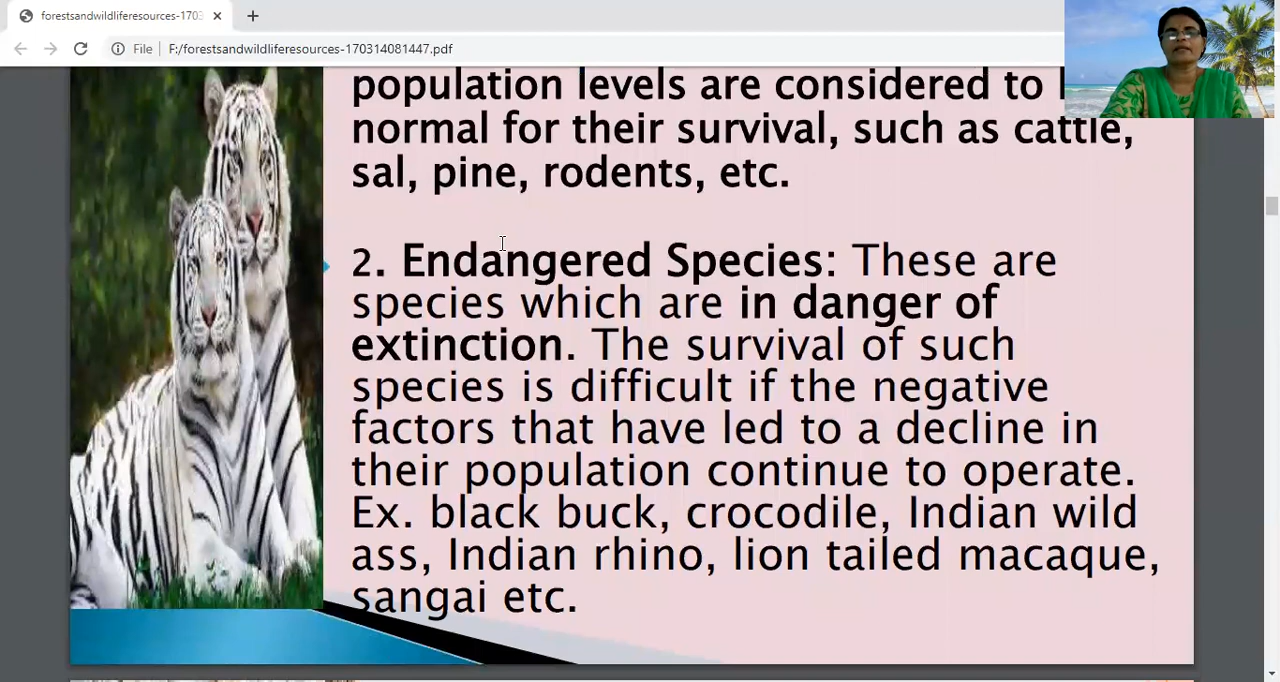 forestsandwildliferesources-1703
File
F:/forestsandwildliferesources-170314081447.pdf
population levels are considered to
normal for their survival, such as cattle,
sal, pine, rodents, etc.
2. Endangered Species: These are
species which are in danger of
extinction. The survival of such
species is difficult if the negative
factors that have led to a decline in
their population continue to operate.
Ex. black buck, crocodile, Indian wild
ass, Indian rhino, lion tailed macaque,
sangai etc.